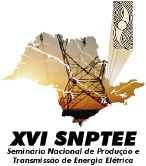 XVI SNPTEE
Seminário Nacional de Produção e
Transmissão de Energia Elétrica